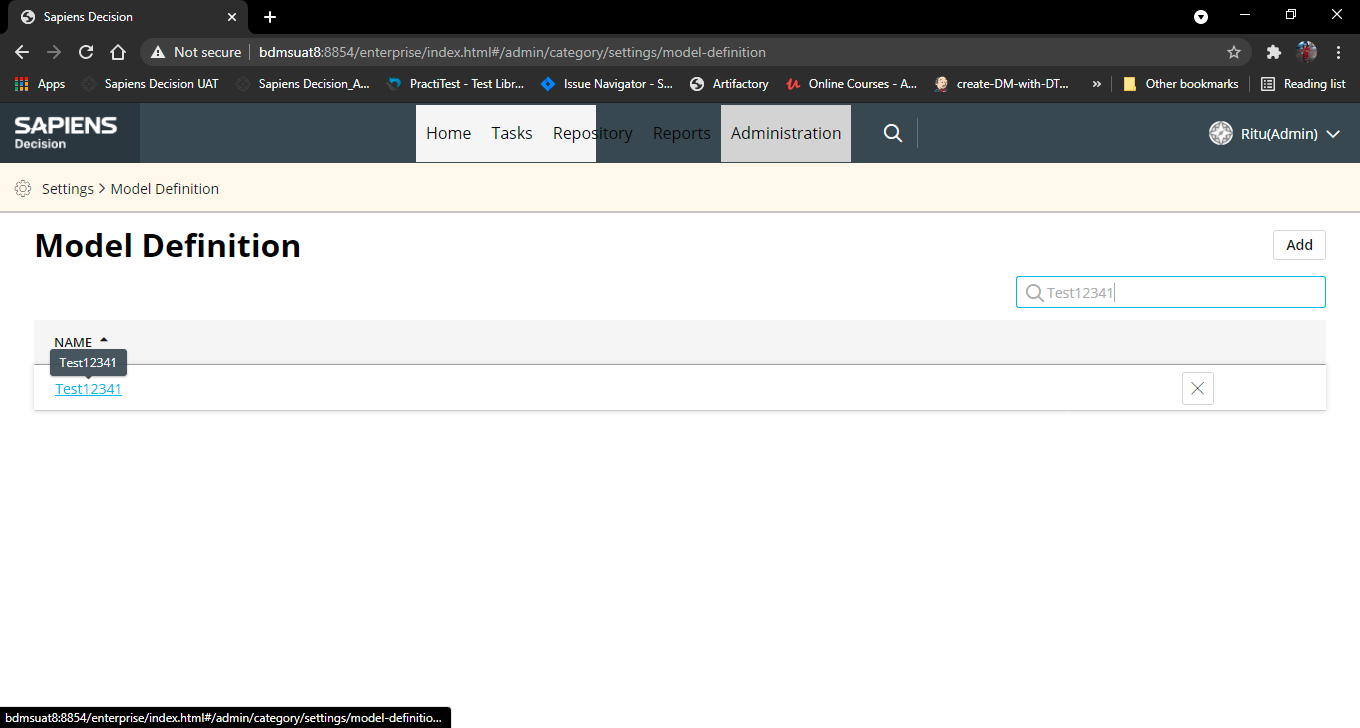 Sapiens Decision
Not secure bdmsuat8:8854/enterprise/index.html#/admin/category/settings/model-definition
Apps Sapiens Decision UAT Sapiens Decision_A... PractiTest - Test Libr... Issue Navigator - S... Artifactory Online Courses - A... create-DM-with-DT... » Other bookmarks Reading list
SAPIENS
Decision
Home Tasks Repository Reports Administration Ritu(Admin)
Settings > Model Definition
Model Definition Add
Test12341
NAME
Test12341
Test12341
bdmsuat8:8854/enterprise/index.html#/admin/category/settings/model-definitio...